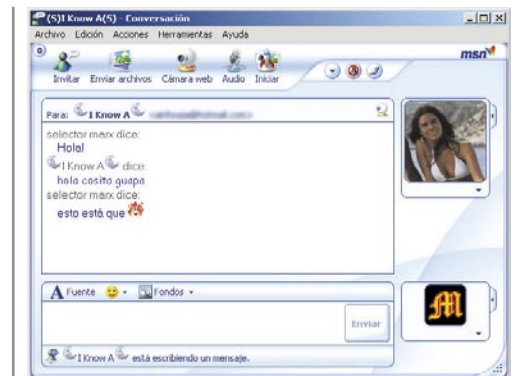 (S)I Know A(S) - Conversación
Archivo Edición Acciones Herramientas Ayuda
msn
Invitar Enviar archivos Cámara web Audio Iniciar
Para: I Know A
selector marx dice:
Hola!
I Know A dice:
hola cosita guapa
selector marx dice:
esto está que
A Fuente Fondos
Enviar
M
I Know A está escribiendo un mensaje.